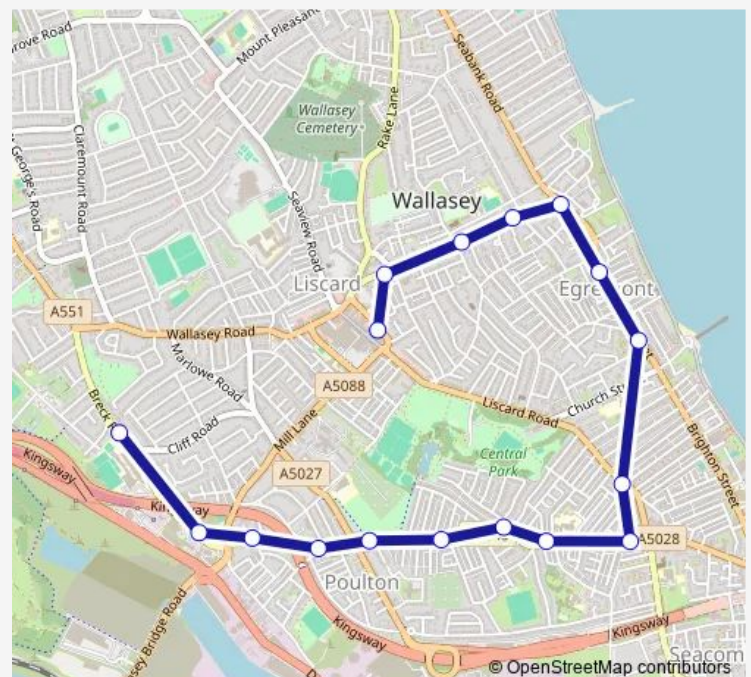 Grove Road
Mount Pleasant
Seabank Road
Claremount Road
Wallasey
Cemetery
Rake Lane
St George's Road
Wallasey
Seaview Road
Liscard
Egremont
A551
Wallasey Road
Marlowe Road
A5088
Church St
Liscard Road
Breck
Cliff Road
Mill Lane
Central
Park
Brighton Street
A5027
Kingsway
A5028
Poulton
Kingsway
Kingsway
Seacom
© OpenStreetMap contributors